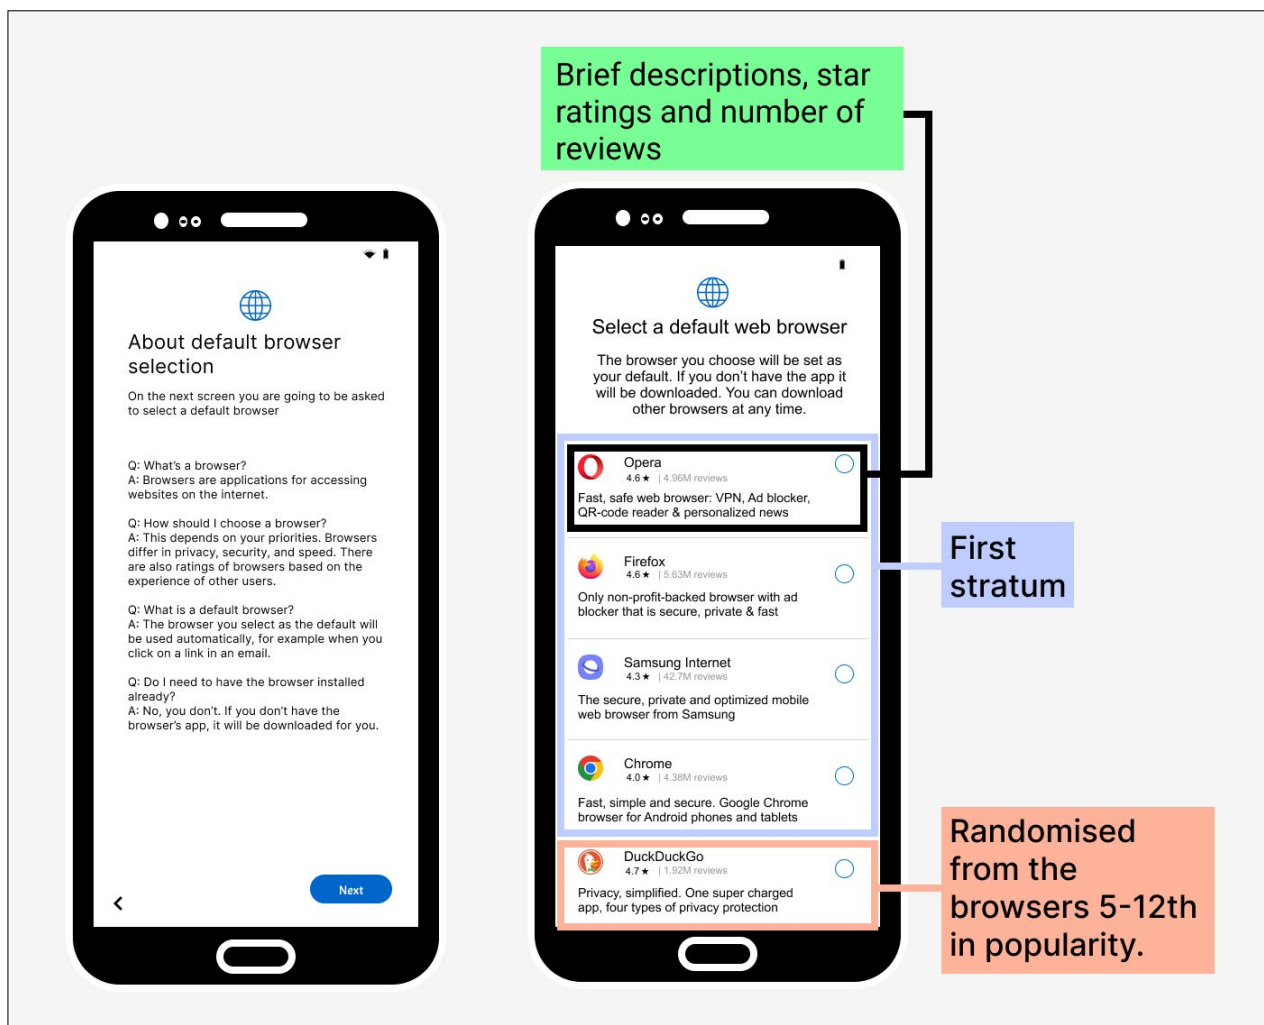 Brief descriptions, star
ratings and number of
reviews
About default browser
selection
On the next screen you are going to be asked
to select a default browser
Q: What's a browser?
A: Browsers are applications for accessing
websites on the internet.
Q: How should I choose a browser?
A: This depends on your priorities. Browsers
differ in privacy, security, and speed. There
are also ratings of browsers based on the
experience of other users.
Q: What is a default browser?
A: The browser you select as the default will
be used automatically, for example when you
click on a link in an email.
Q: Do I need to have the browser installed
already?
A: No, you don't. If you don't have the
browser's app, it will be downloaded for you.
Next
Select a default web browser
The browser you choose will be set as
your default. If you don't have the app it
will be downloaded. You can download
other browsers at any time.
Opera
4.6 ★ | 4.96M reviews
Fast, safe web browser: VPN, Ad blocker,
QR-code reader & personalized news
Firefox
4.6 ★ | 5.63M reviews
Only non-profit-backed browser with ad
blocker that is secure, private & fast
Samsung Internet
4.3 ★ | 42.7M reviews
The secure, private and optimized mobile
web browser from Samsung
Chrome
4.0 ★ | 4.38M reviews
Fast, simple and secure. Google Chrome
browser for Android phones and tablets
DuckDuckGo
4.7 ★ | 1.92M reviews
Privacy, simplified. One super charged
app, four types of privacy protection
First
stratum
Randomised
from the
browsers 5-12th
in popularity.